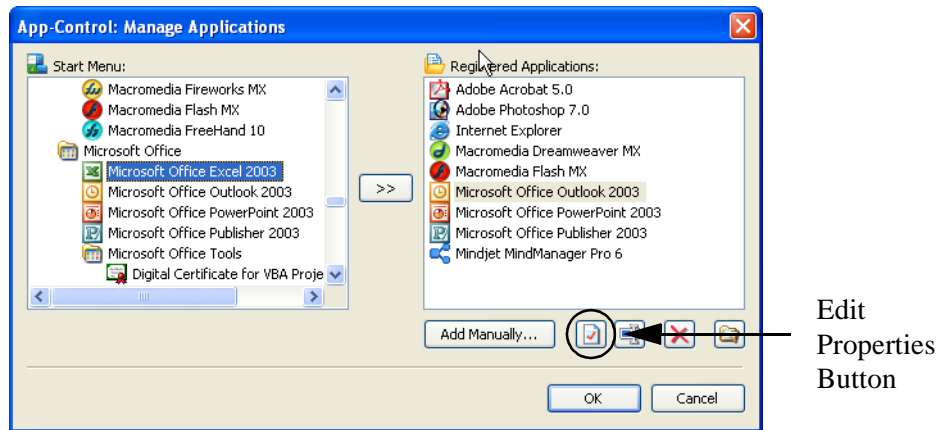 App-Control: Manage Applications
Start Menu:
Macromedia Fireworks MX
Macromedia Flash MX
Macromedia FreeHand 10
Microsoft Office
Microsoft Office Excel 2003
Microsoft Office Outlook 2003
Microsoft Office PowerPoint 2003
Microsoft Office Publisher 2003
Microsoft Office Tools
Digital Certificate for VBA Proje
>>
Registered Applications:
Adobe Acrobat 5.0
Adobe Photoshop 7.0
Internet Explorer
Macromedia Dreamweaver MX
Macromedia Flash MX
Microsoft Office Outlook 2003
Microsoft Office PowerPoint 2003
Microsoft Office Publisher 2003
Mindjet MindManager Pro 6
Add Manually...
OK
Cancel
Edit
Properties
Button